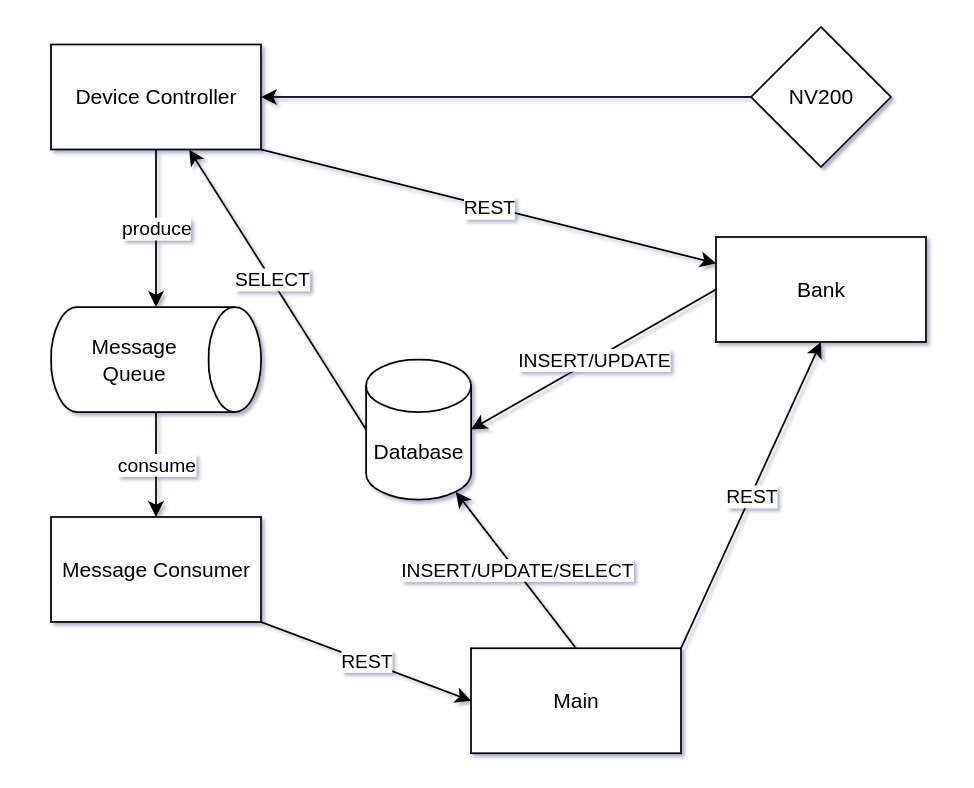 Device Controller
NV200
REST
produce
SELECT
Bank
Message
Queue
INSERT/UPDATE
Database
consume
REST
Message Consumer
INSERT/UPDATE/SELECT
REST
Main